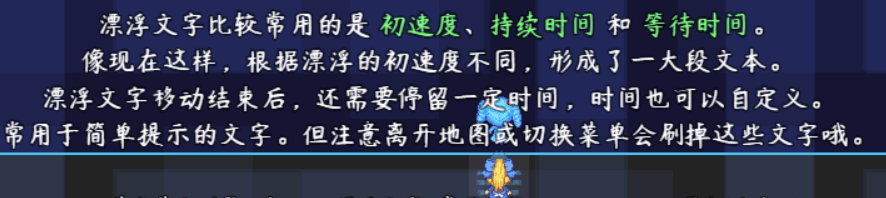 漂浮文字比较常用的是 初速度、持续时间 和 等待时间。
像现在这样，根据漂浮的初速度不同，形成了一大段文本。
漂浮文字移动结束后，还需要停留一定时间，时间也可以自定义。
常用于简单提示的文字。但注意离开地图或切换菜单会刷掉这些文字哦。